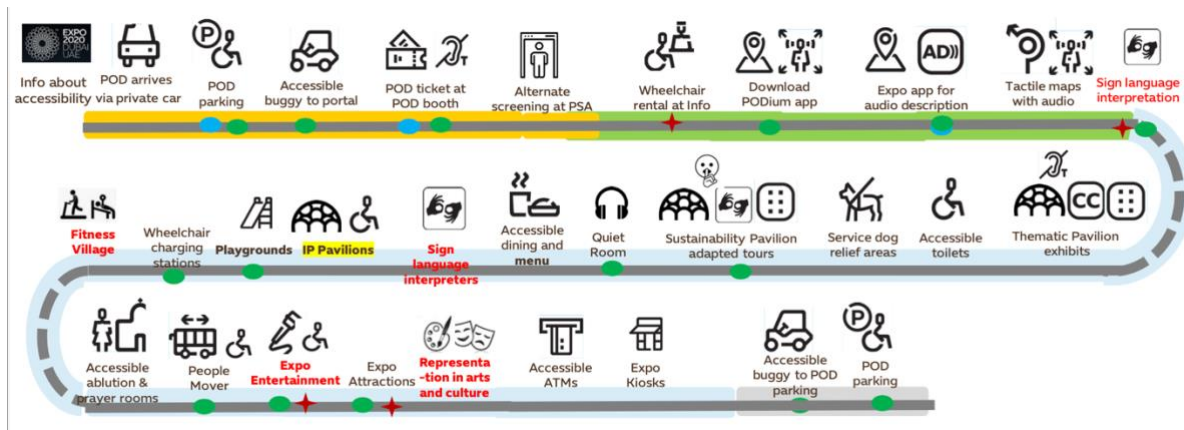 EXPO
2020
DUBAI
UAE
Info about
accessibility
POD arrives
via private car
P
POD
parking
Accessible
buggy to portal
POD ticket at
POD booth
T
Alternate
screening at PSA
Wheelchair
rental at Info
Download
PODium app
Expo app for
audio description
AD))
Tactile maps
with audio
Sign language
interpretation
Fitness
Village
Wheelchair
charging
stations
Playgrounds
IP Pavilions
Sign
language
interpreters
Accessible
dining and
menu
Quiet
Room
Sustainability Pavilion
adapted tours
Service dog
relief areas
Accessible
toilets
T
CC
Thematic Pavilion
exhibits
Accessible
ablution &
prayer rooms
People
Mover
Expo
Entertainment
Expo
Attractions
Representa
-tion in arts
and culture
Accessible
ATMs
Expo
Kiosks
Accessible
buggy to POD
parking
P
POD
parking